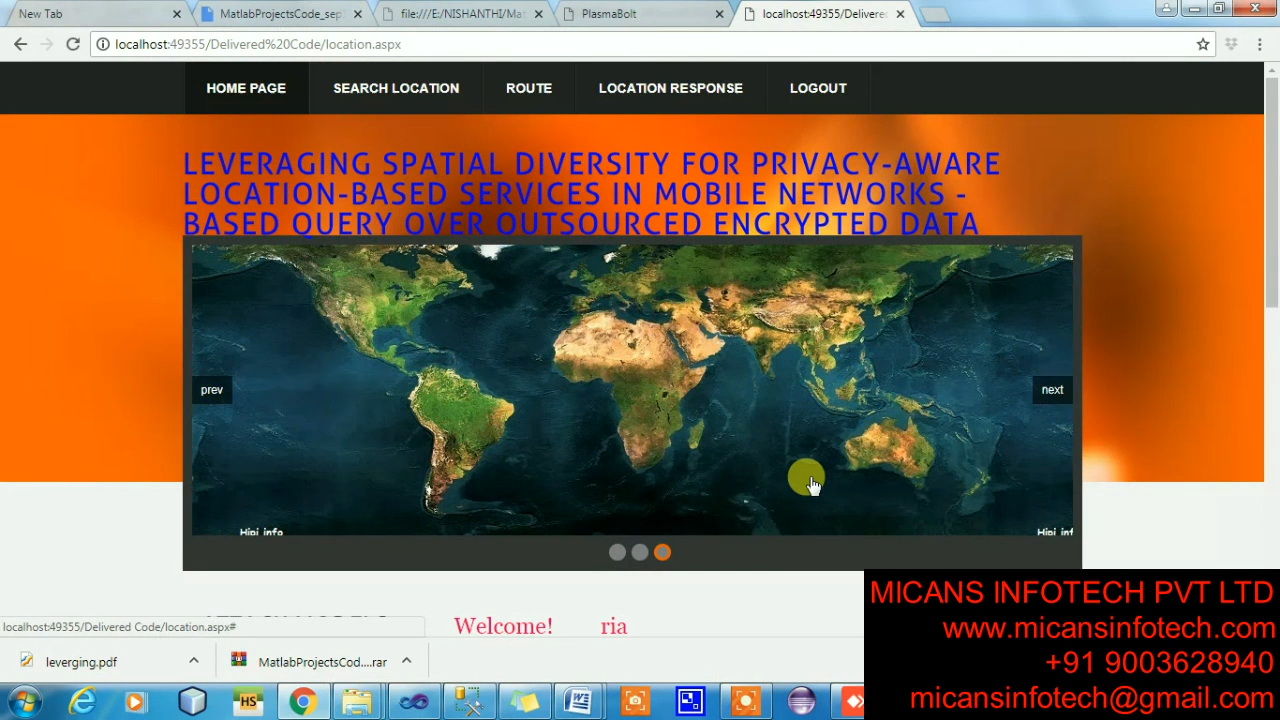 New Tab
MatlabProjectsCode_sep
file:///E:/NISHANTHI/Mat
PlasmaBolt
localhost:49355/Delivere
localhost:49355/Delivered%20Code/location.aspx
HOME PAGE
SEARCH LOCATION
ROUTE
LOCATION RESPONSE
LOGOUT
LEVERAGING SPATIAL DIVERSITY FOR PRIVACY-AWARE
LOCATION-BASED SERVICES IN MOBILE NETWORKS -
BASED QUERY OVER OUTSOURCED ENCRYPTED DATA
prev
next
Hipi info
Hipi inf
Welcome! ria
localhost:49355/Delivered Code/location.aspx#
leverging.pdf
MatlabProjectsCod....rar
HS
MICANS INFOTECH PVT LTD
www.micansinfotech.com
+91 9003628940
micansinfotech@gmail.com